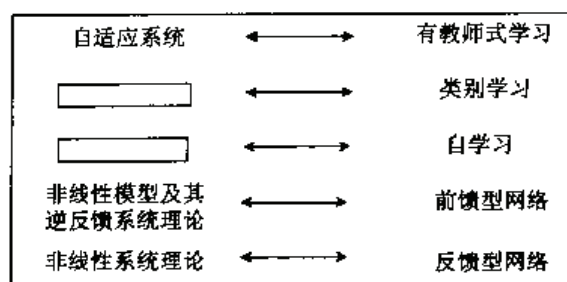 自适应系统
有教师式学习
类别学习
自学习
非线性模型及其
逆反馈系统理论
前馈型网络
非线性系统理论
反馈型网络